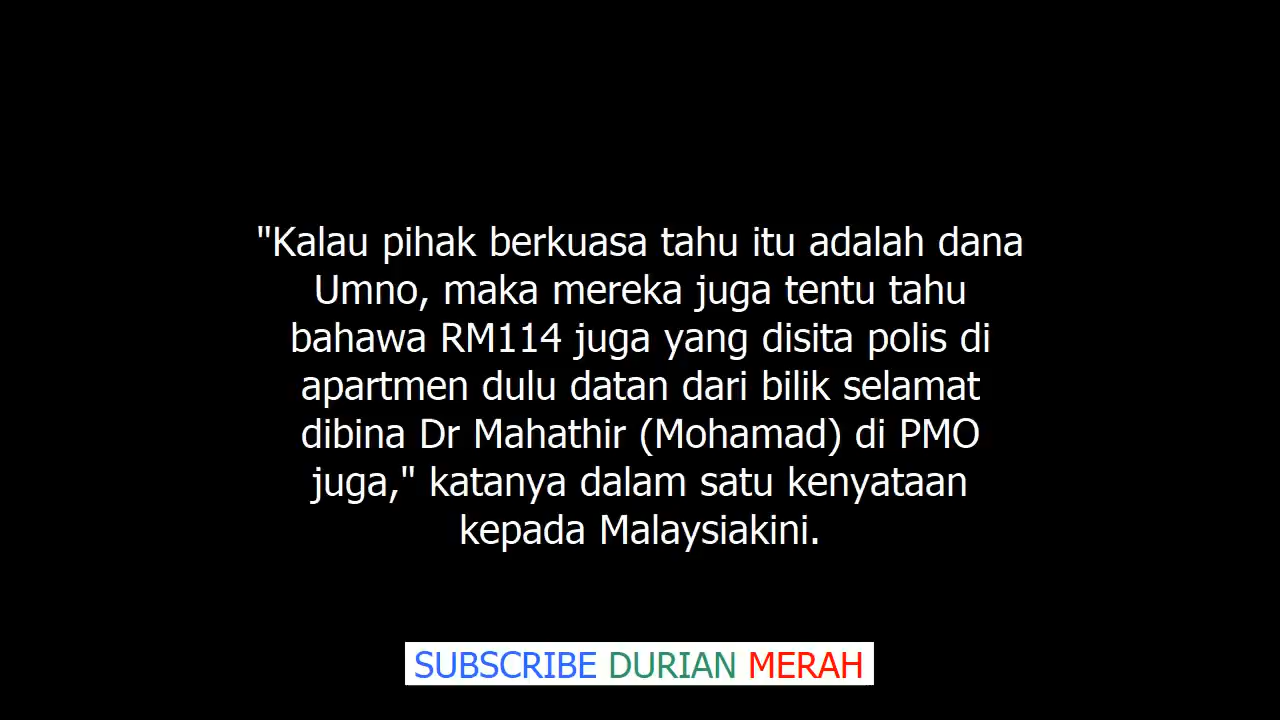 "Kalau pihak berkuasa tahu itu adalah dana
Umno, maka mereka juga tentu tahu
bahawa RM114 juga yang disita polis di
apartmen dulu datan dari bilik selamat
dibina Dr Mahathir (Mohamad) di PMO
juga," katanya dalam satu kenyataan
kepada Malaysiakini.
SUBSCRIBE DURIAN MERAH